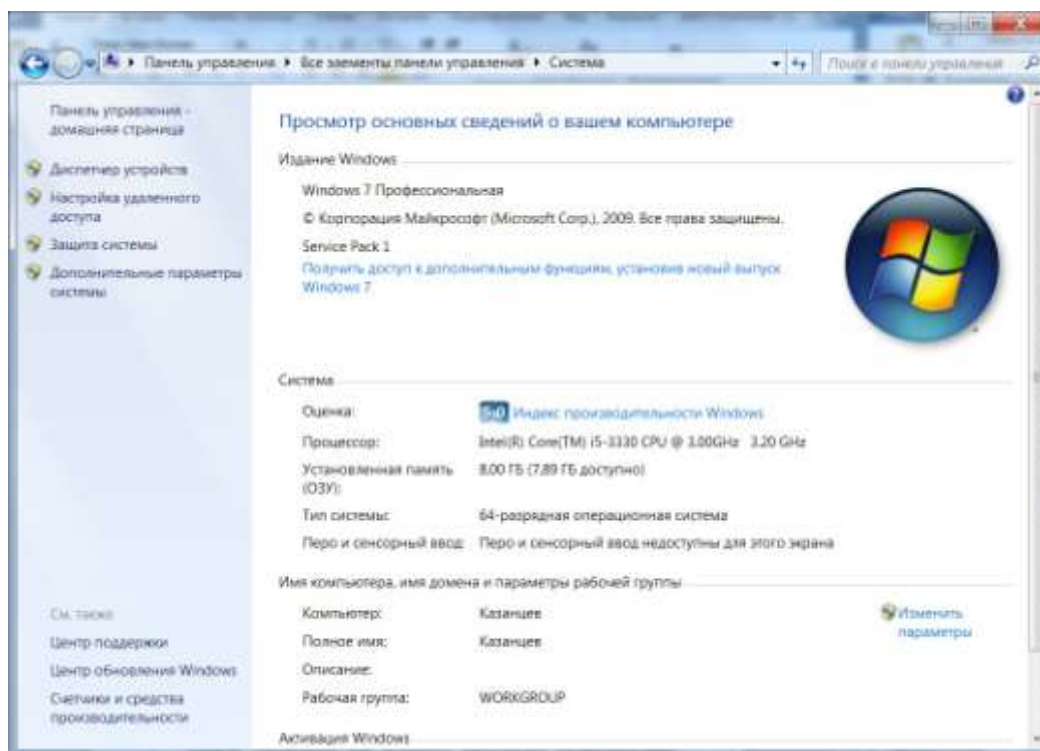 Панель управления ▸ Все элементы панели управления ▸ Система
Поиск в панели управления
Панель управления -
домашняя страница
Диспетчер устройств
Настройка удаленного
доступа
Защита системы
Дополнительные параметры
системы
См. также
Центр поддержки
Центр обновления Windows
Счетчики и средства
производительности
Просмотр основных сведений о вашем компьютере
Издание Windows
Windows 7 Профессиональная
© Корпорация Майкрософт (Microsoft Corp.), 2009. Все права защищены.
Service Pack 1
Получить доступ к дополнительным функциям, установив новый выпуск
Windows 7
Система
Оценка: Индекс производительности Windows
Процессор: Intel(R) Core(TM) i5-3330 CPU @ 3.00GHz 3.20 GHz
Установленная память 8,00 ГБ (7,89 ГБ доступно)
(ОЗУ):
Тип системы: 64-разрядная операционная система
Перо и сенсорный ввод: Перо и сенсорный ввод недоступны для этого экрана
Имя компьютера, имя домена и параметры рабочей группы
Компьютер: Казанцев
Изменить
параметры
Полное имя: Казанцев
Описание:
Рабочая группа: WORKGROUP
Активация Windows